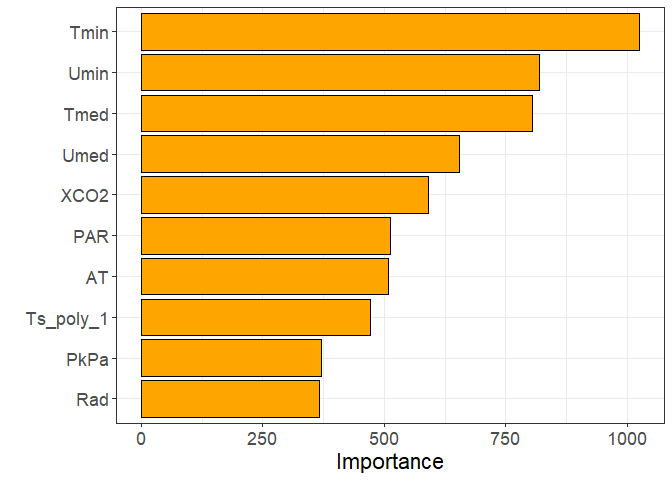 Tmin
Umin
Tmed
Umed
XCO2
PAR
AT
Ts_poly_1
PkPa
Rad
0 250 500 750 1000
Importance